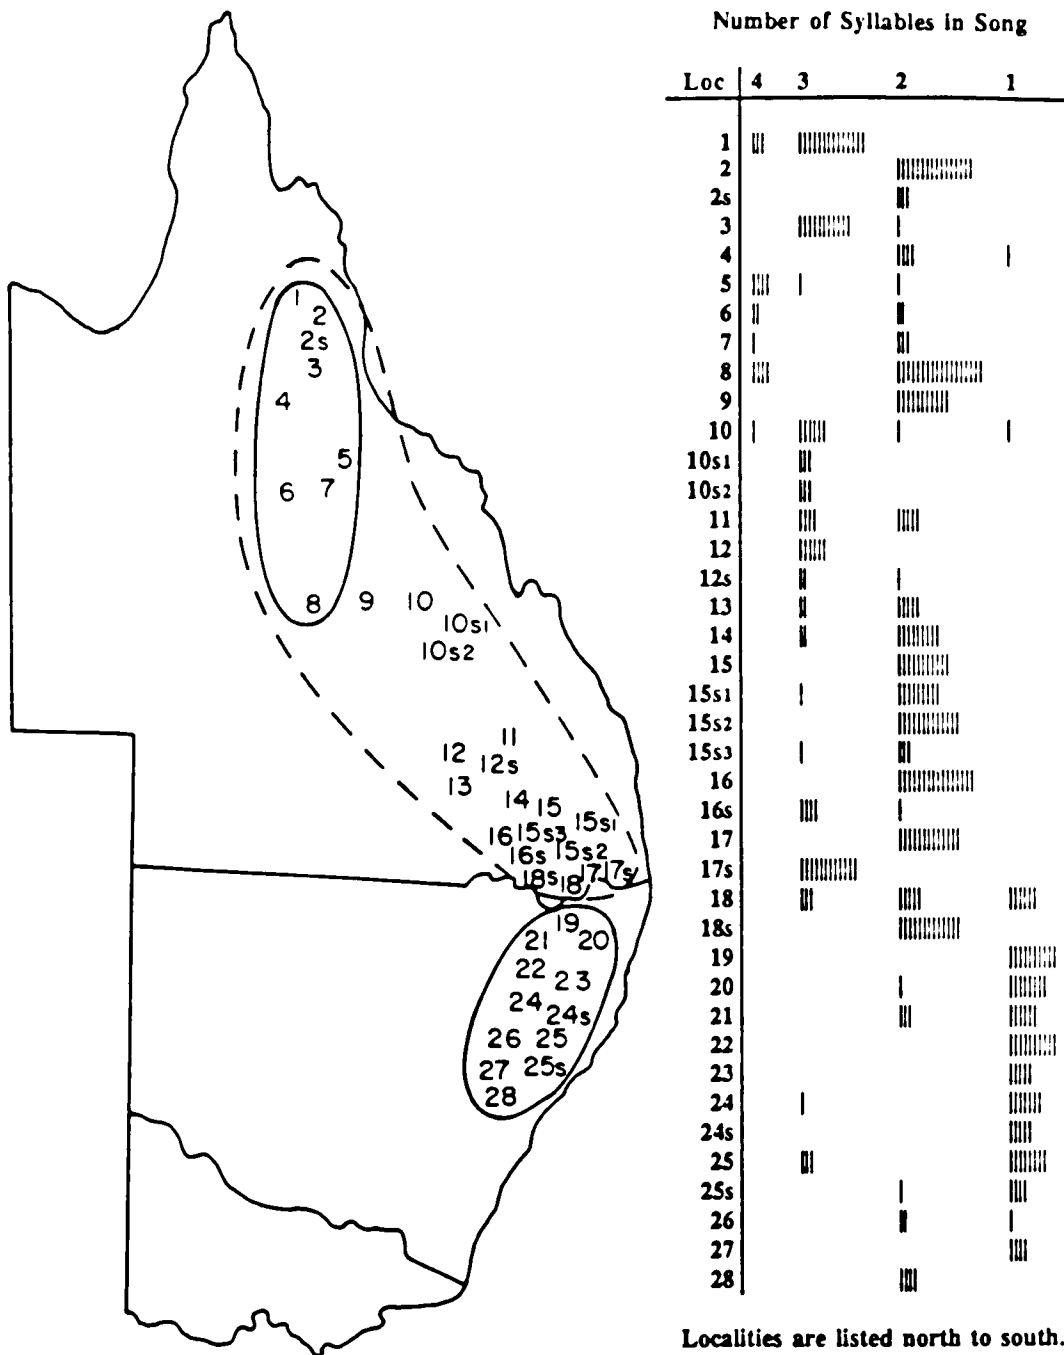 Number of Syllables in Song
Loc 4 3 2 1
1
2
2s
3
4
5
6
7
8
9
10
10s1
10s2
11
12
12s
13
14
15
15s1
15s2
15s3
16
16s
17
17s
18
18s
19
20
21
22
23
24
24s
25
25s
26
27
28
Localities are listed north to south.
1
2
2s
3
4
5
6 7
8 9 10
10s1
10s2
11
12 12s
13
14 15
15s1
16 15s3
16s 15s2
18s 18 17 17s
19
21 20
22 23
24 24s
26 25
27 25s
28